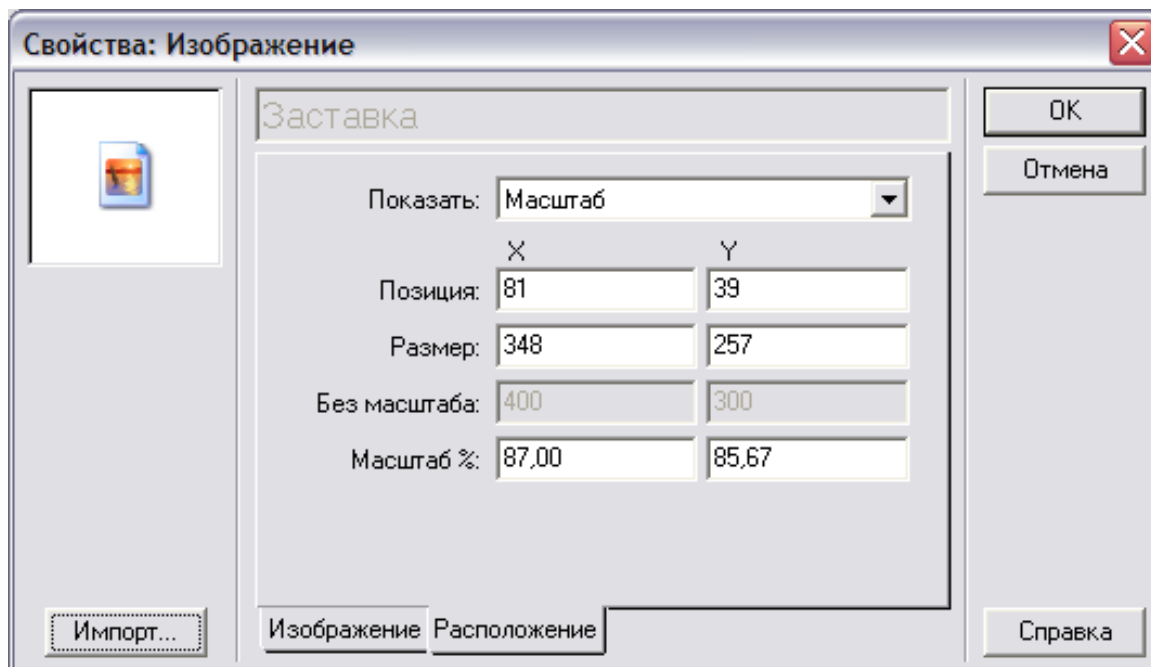 Свойства: Изображение
Заставка
OK
Отмена
Показать: Масштаб
X Y
Позиция: 81 39
Размер: 348 257
Без масштаба: 400 300
Масштаб %: 87,00 85,67
Импорт...
Изображение Расположение
Справка